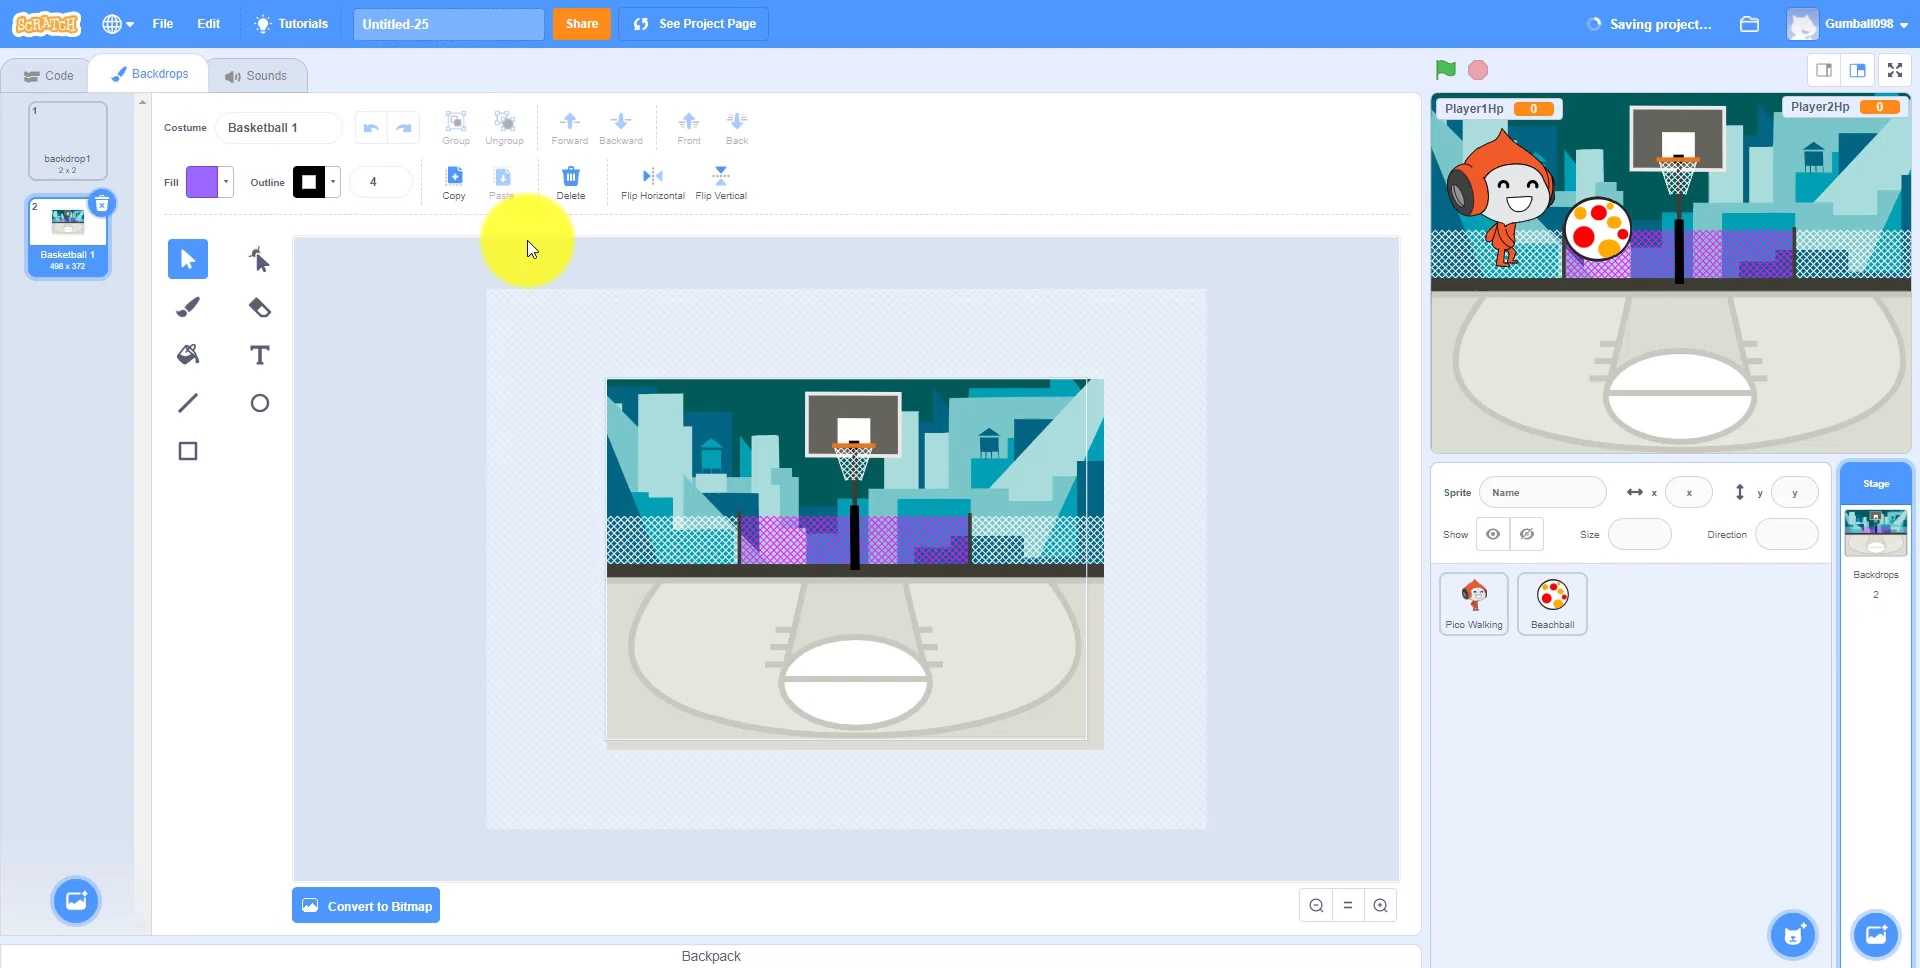 SCRATCH
File
Edit
Tutorials
Untitled-25
Share
See Project Page
Saving project...
Gumball098
Code
Backdrops
Sounds
1
backdrop1
2 x 2
2
Basketball 1
498 x 372
Costume
Basketball 1
Group
Ungroup
Forward
Backward
Front
Back
Fill
Outline
4
Copy
Paste
Delete
Flip Horizontal
Flip Vertical
Convert to Bitmap
Backpack
Player1Hp 0
Player2Hp 0
Sprite
Name
x
x
y
y
Show
Size
Direction
Pico Walking
Beachball
Stage
Backdrops
2